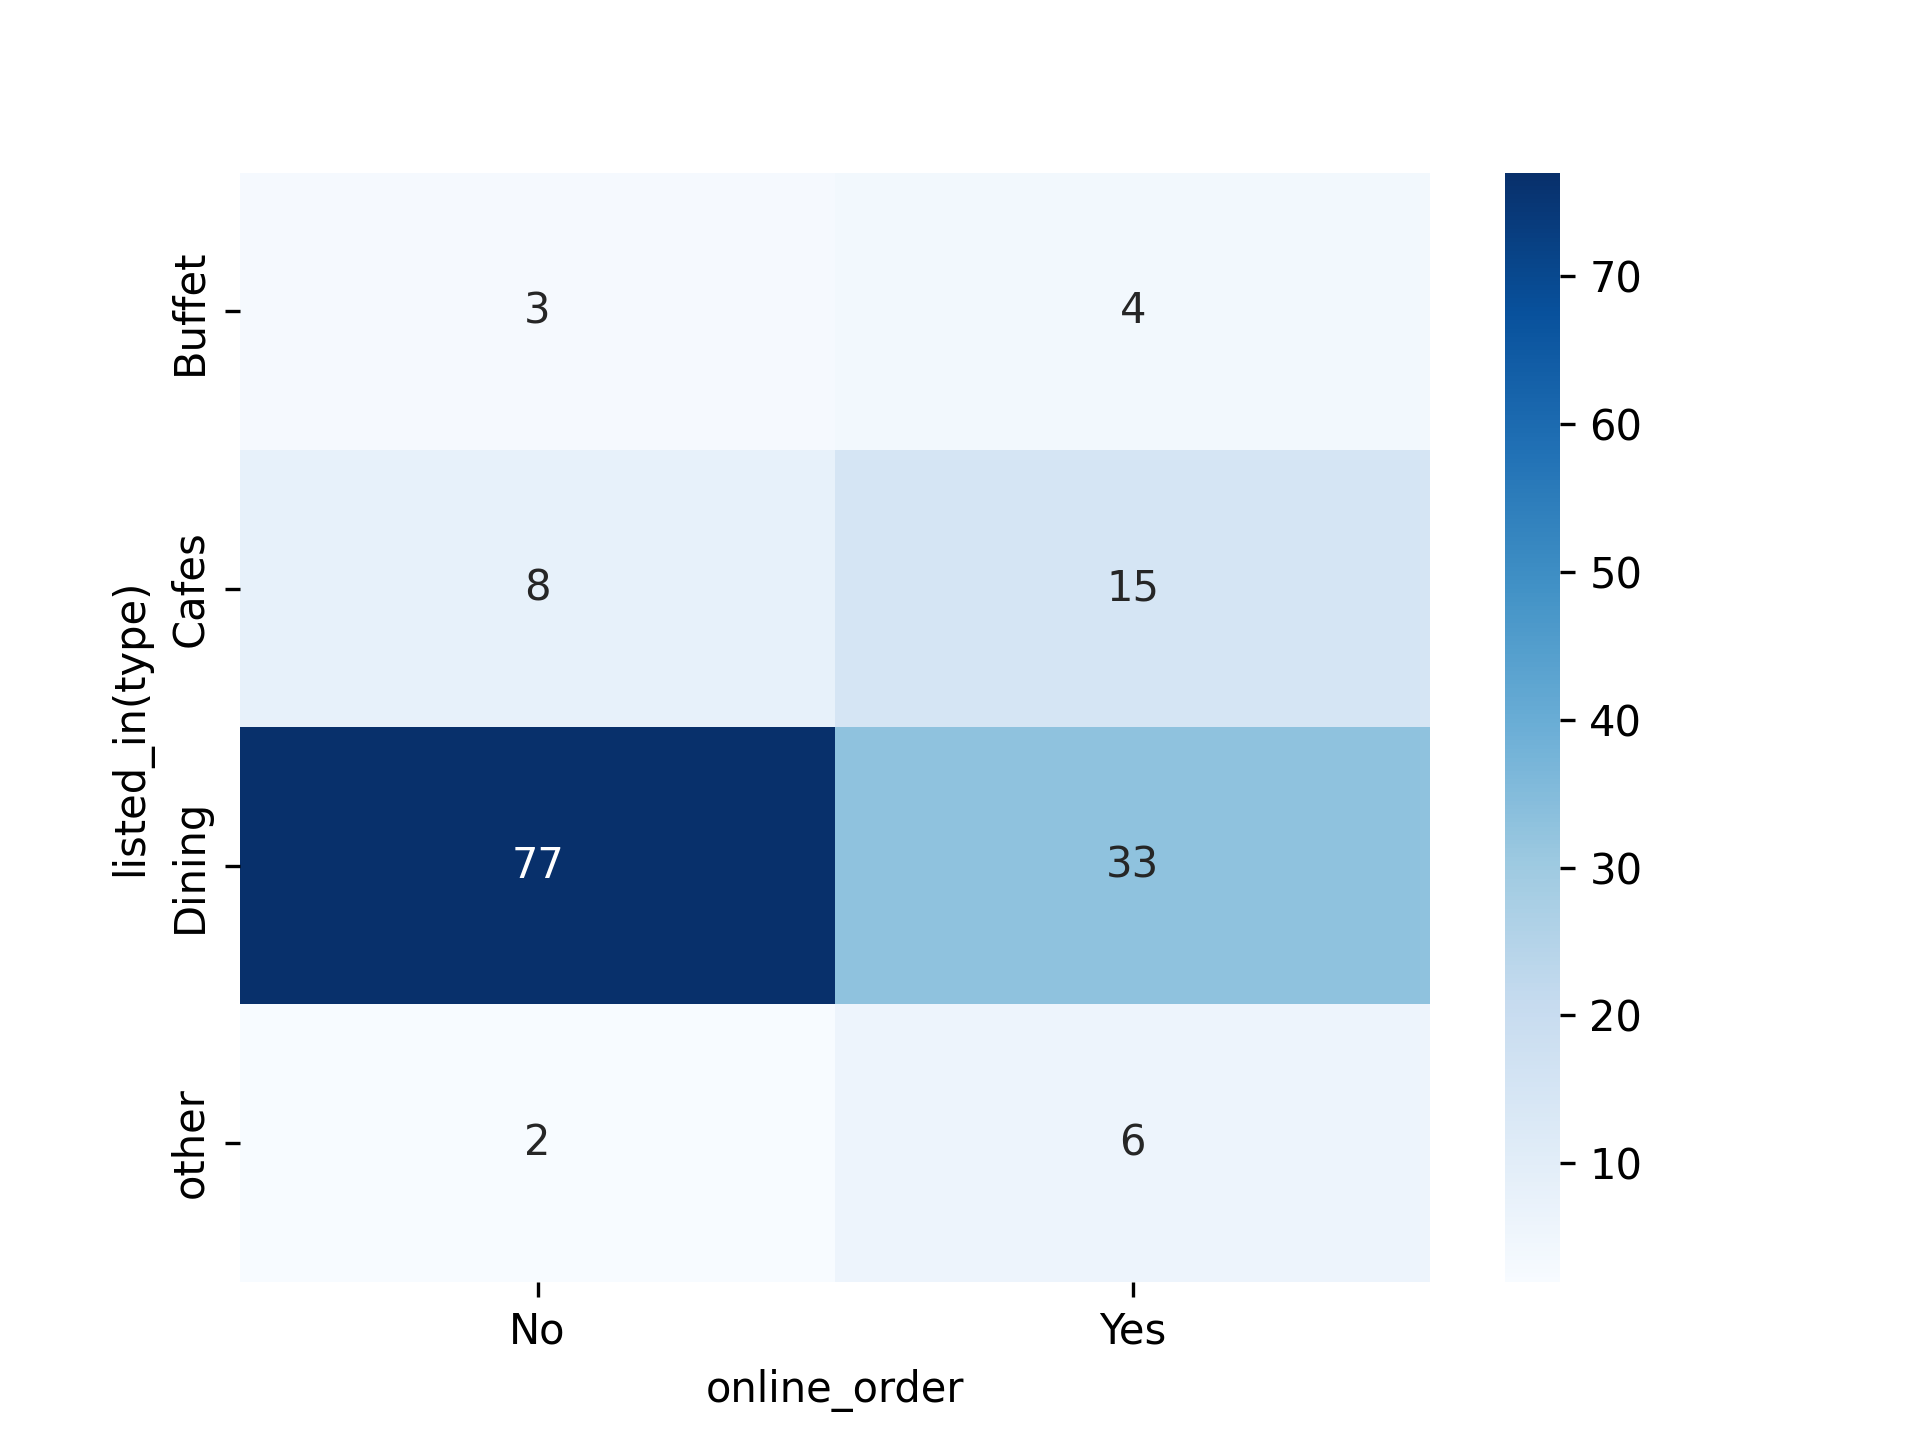 Buffet
3 4
Cafes
8 15
Dining
77 33
other
2 6
No Yes
online_order
listed_in(type)
70
60
50
40
30
20
10